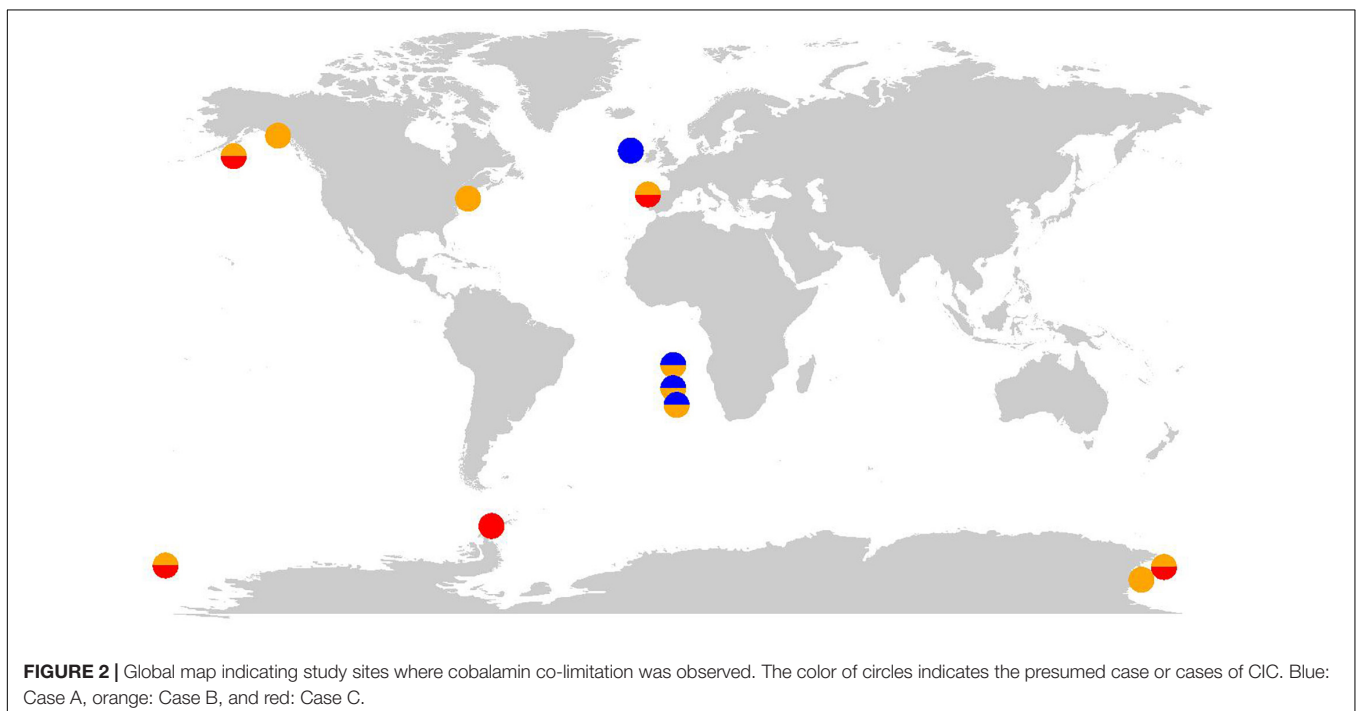 FIGURE 2 | Global map indicating study sites where cobalamin co-limitation was observed. The color of circles indicates the presumed case or cases of CIC. Blue:
Case A, orange: Case B, and red: Case C.